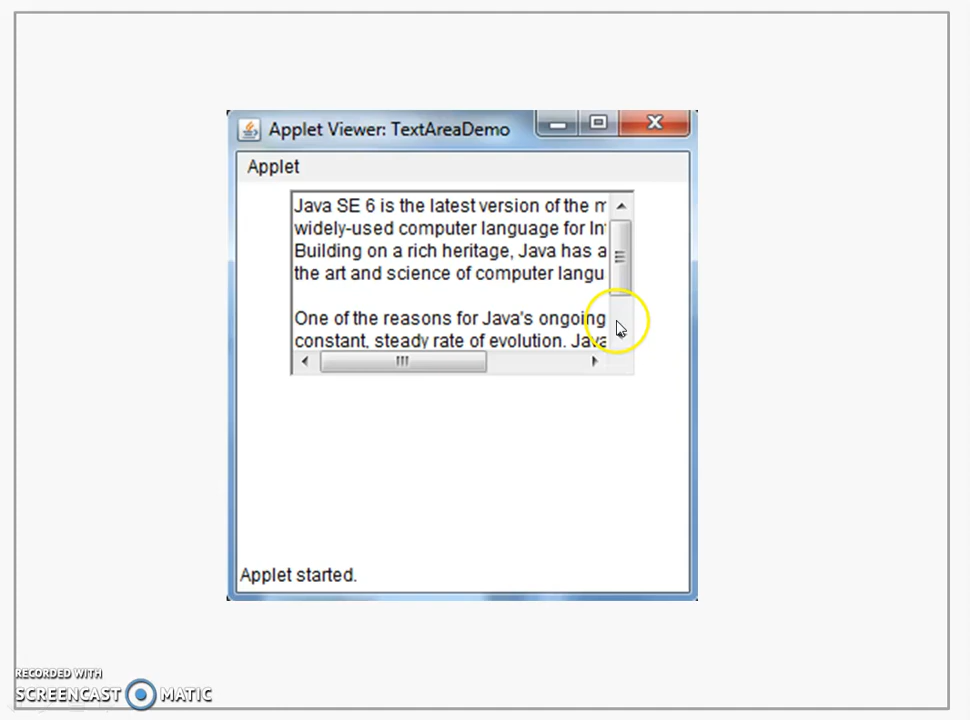 Applet Viewer: TextAreaDemo
Applet
Java SE 6 is the latest version of the m
widely-used computer language for Int
Building on a rich heritage, Java has a
the art and science of computer langu
One of the reasons for Java's ongoing
constant, steady rate of evolution. Java
Applet started.
RECORDED WITH
SCREENCAST MATIC